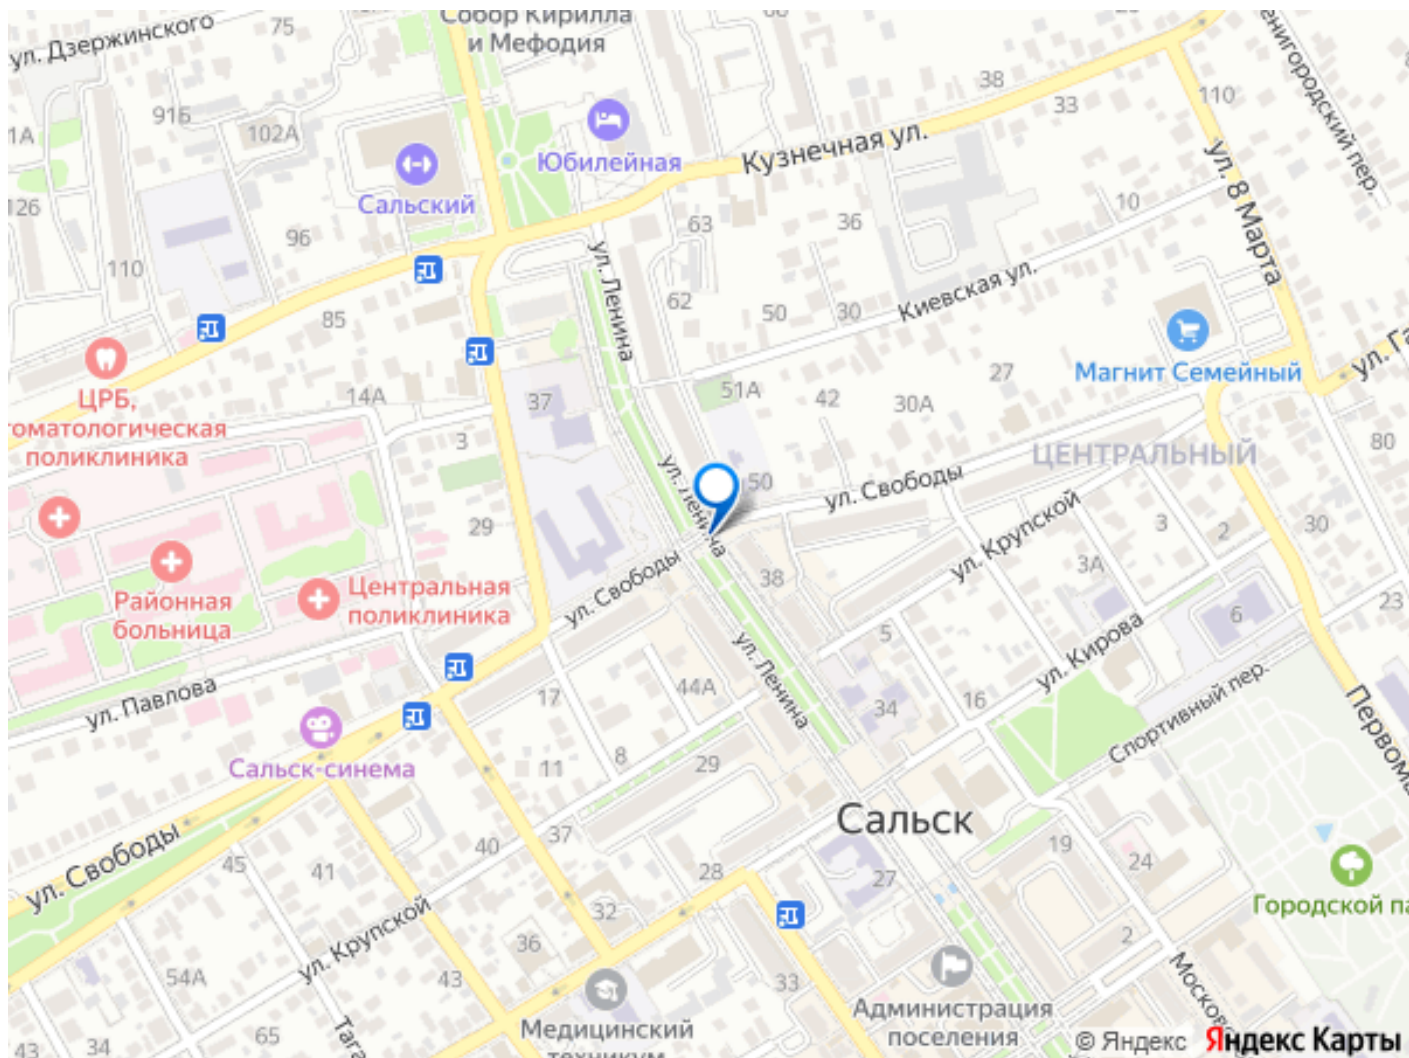 Собор Кирилла
и Мефодия
ул. Дзержинского
75
38
33
110
91Б
102А
1А
Юбилейная
Кузнечная ул.
ул. 8 Марта
Сальский
126
96
110
63
36
10
ул. Ленина
62
50
30
Киевская ул.
85
ЦРБ,
поликлиника
14А
37
3
51А
42
30А
27
Магнит Семейный
80
ЦЕНТРАЛЬНЫЙ
ул. Ленина
50
ул. Свободы
29
30
3
2
3А
ул. Крупской
Районная
больница
Центральная
поликлиника
ул. Свободы
38
6
23
5
ул. Кирова
ул. Павлова
17
44А
ул. Ленина
34
16
Спортивный пер.
Сальск-синема
11
8
29
Сальск
ул. Свободы
45
41
40
37
28
27
19
24
32
ул. Крупской
36
54А
43
33
2
Городской
Администрация
поселения
Медицинский
техникум
43
34
65
© Яндекс Яндекс Карты